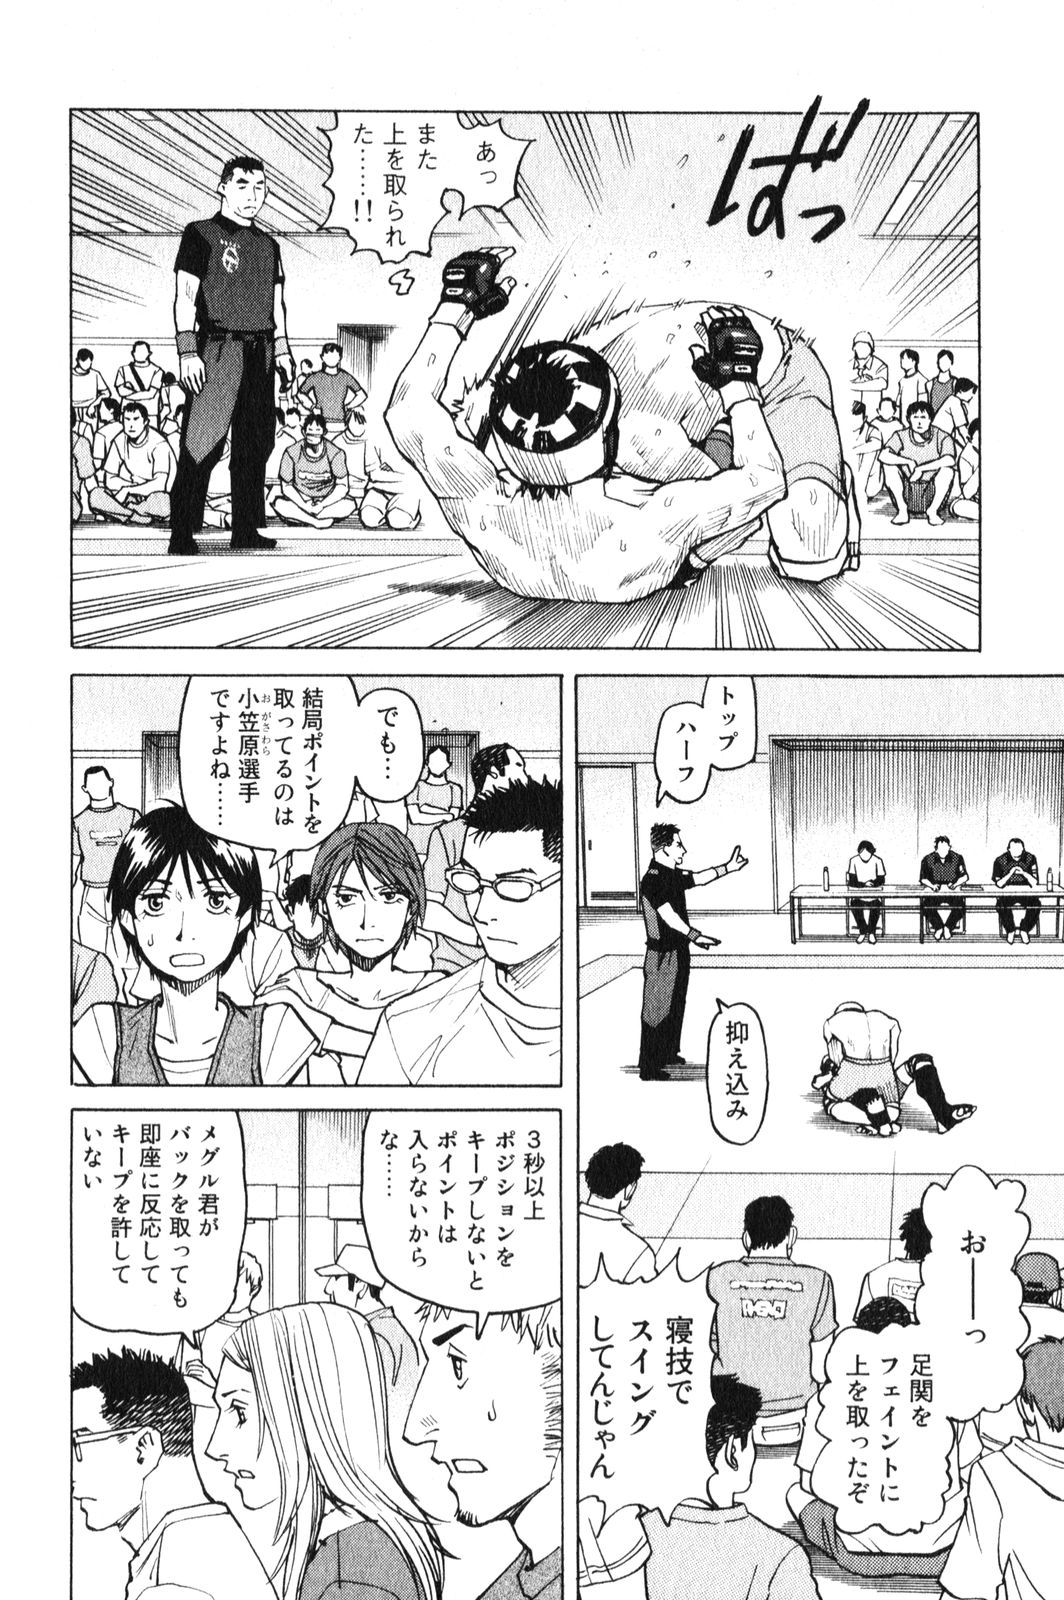 ばっ
あっ
また
上を取られ
た……!!
トップ
ハーフ
抑え込み
おーーっ
足関を
フェイントに
上を取ったぞ
寝技で
スイング
してんじゃん
でも…
結局ポイントを
取ってるのは
小笠原選手
おがさわら
ですよね……
3秒以上
ポジションを
キープしないと
ポイントは
入らないから
な……
メグル君が
バックを取っても
即座に反応して
キープを許して
いない